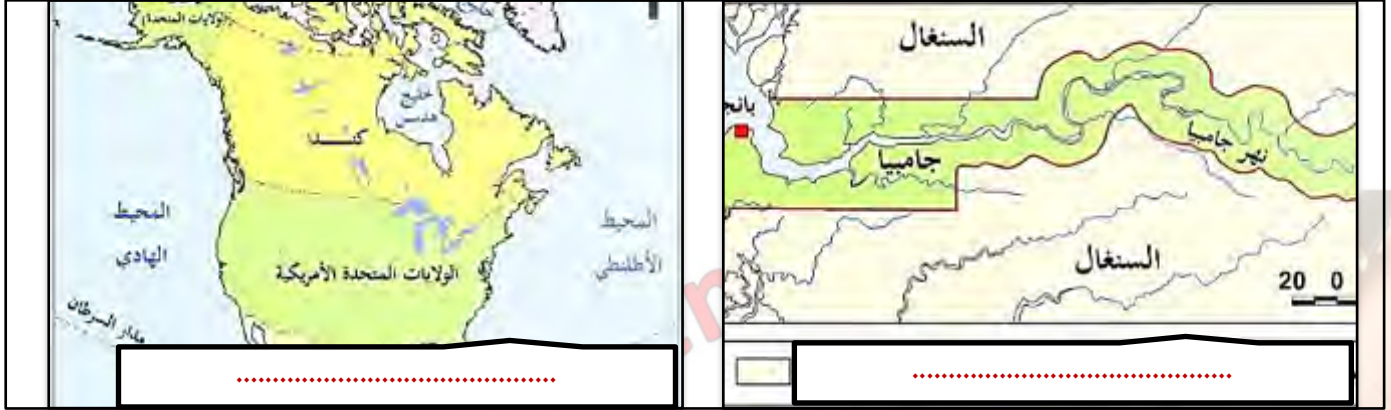 الولايات المتحدة)
خليج
هدسن
كندا
المحيط
الهادي
المحيط
الأطلنطي
الولايات المتحدة الأمريكية
مدار السرطان
.............................................
السنغال
بانج
جامبيا
نهر جامبيا
السنغال
20 0
.............................................